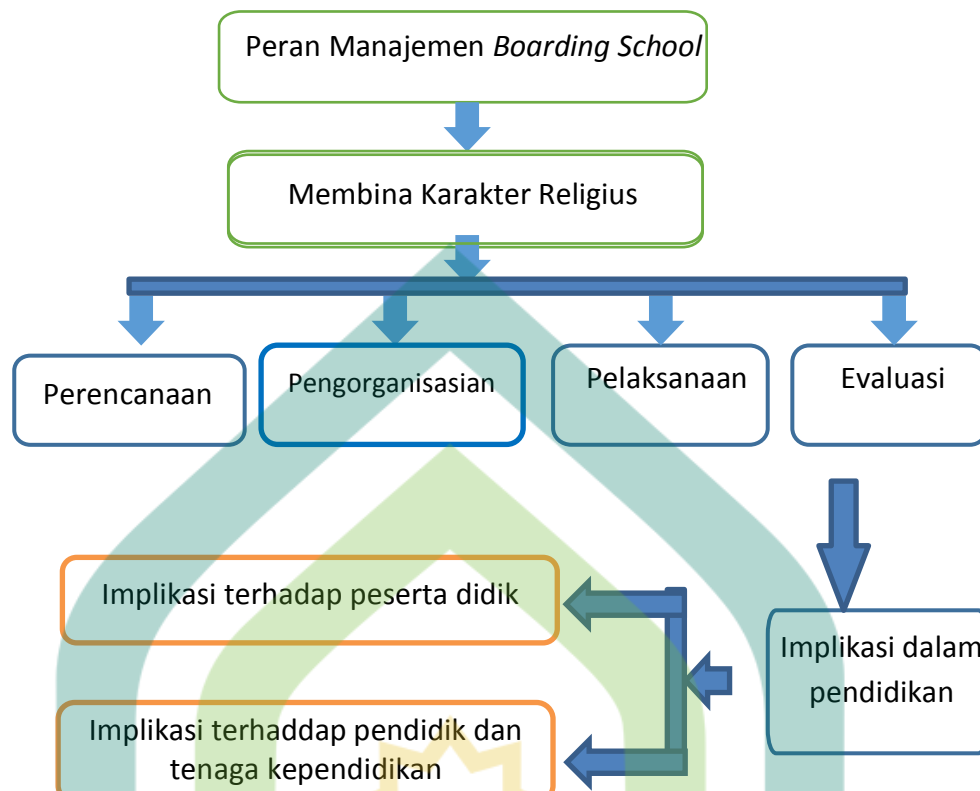 Peran Manajemen Boarding School
Membina Karakter Religius
Perencanaan
Pengorganisasian
Pelaksanaan
Evaluasi
Implikasi terhadap peserta didik
Implikasi dalam
pendidikan
Implikasi terhaddap pendidik dan
tenaga kependidikan